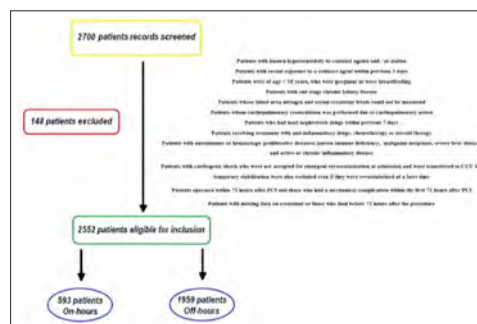 2700 patients records screened
Patients with known hypersensitivity to contrast agents and / or statins
Patients with recent exposure to a contrast agent within previous 3 days
Patients were of age < 18 years, who were pregnant or were breastfeeding
Patients with end stage chronic kidney disease
Patients whose blood urea nitrogen and serum creatinine levels could not be measured
148 patients excluded
Patients whom cardiopulmonary resuscitation was performed due to cardiopulmonary arrest
Patients who had used nephrotoxic drugs within previous 7 days
Patients receiving treatment with anti inflammatory drugs, chemotherapy or steroid therapy
Patients with autoimmune or hematologic proliferative diseases; known immune deficiency, malignant neoplasm, severe liver disease
and active or chronic inflammatory disease
Patients with cardiogenic shock who were not accepted for emergent revascularization at admission and were transferred to CCU for
temporary stabilization were also excluded even if they were revascularized at a later time
Patients operated within 72 hours after PCI and those who had a mechanical complication within the first 72 hours after PCI
Patients with missing data on creatinine or those who died before 72 hours after the procedure
2552 patients eligible for inclusion
593 patients
On-hours
1959 patients
Off-hours